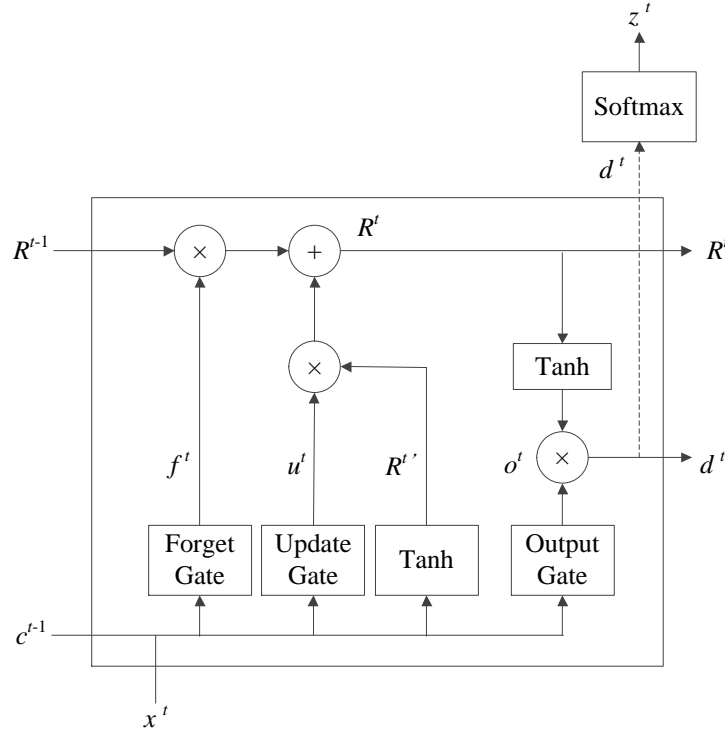 z^t
Softmax
d^t
R^{t-1}
×
+
R^t
R^t
×
Tanh
f^t
u^t
R^{t'}
o^t
×
d^t
Forget
Gate
Update
Gate
Tanh
Output
Gate
c^{t-1}
x^t